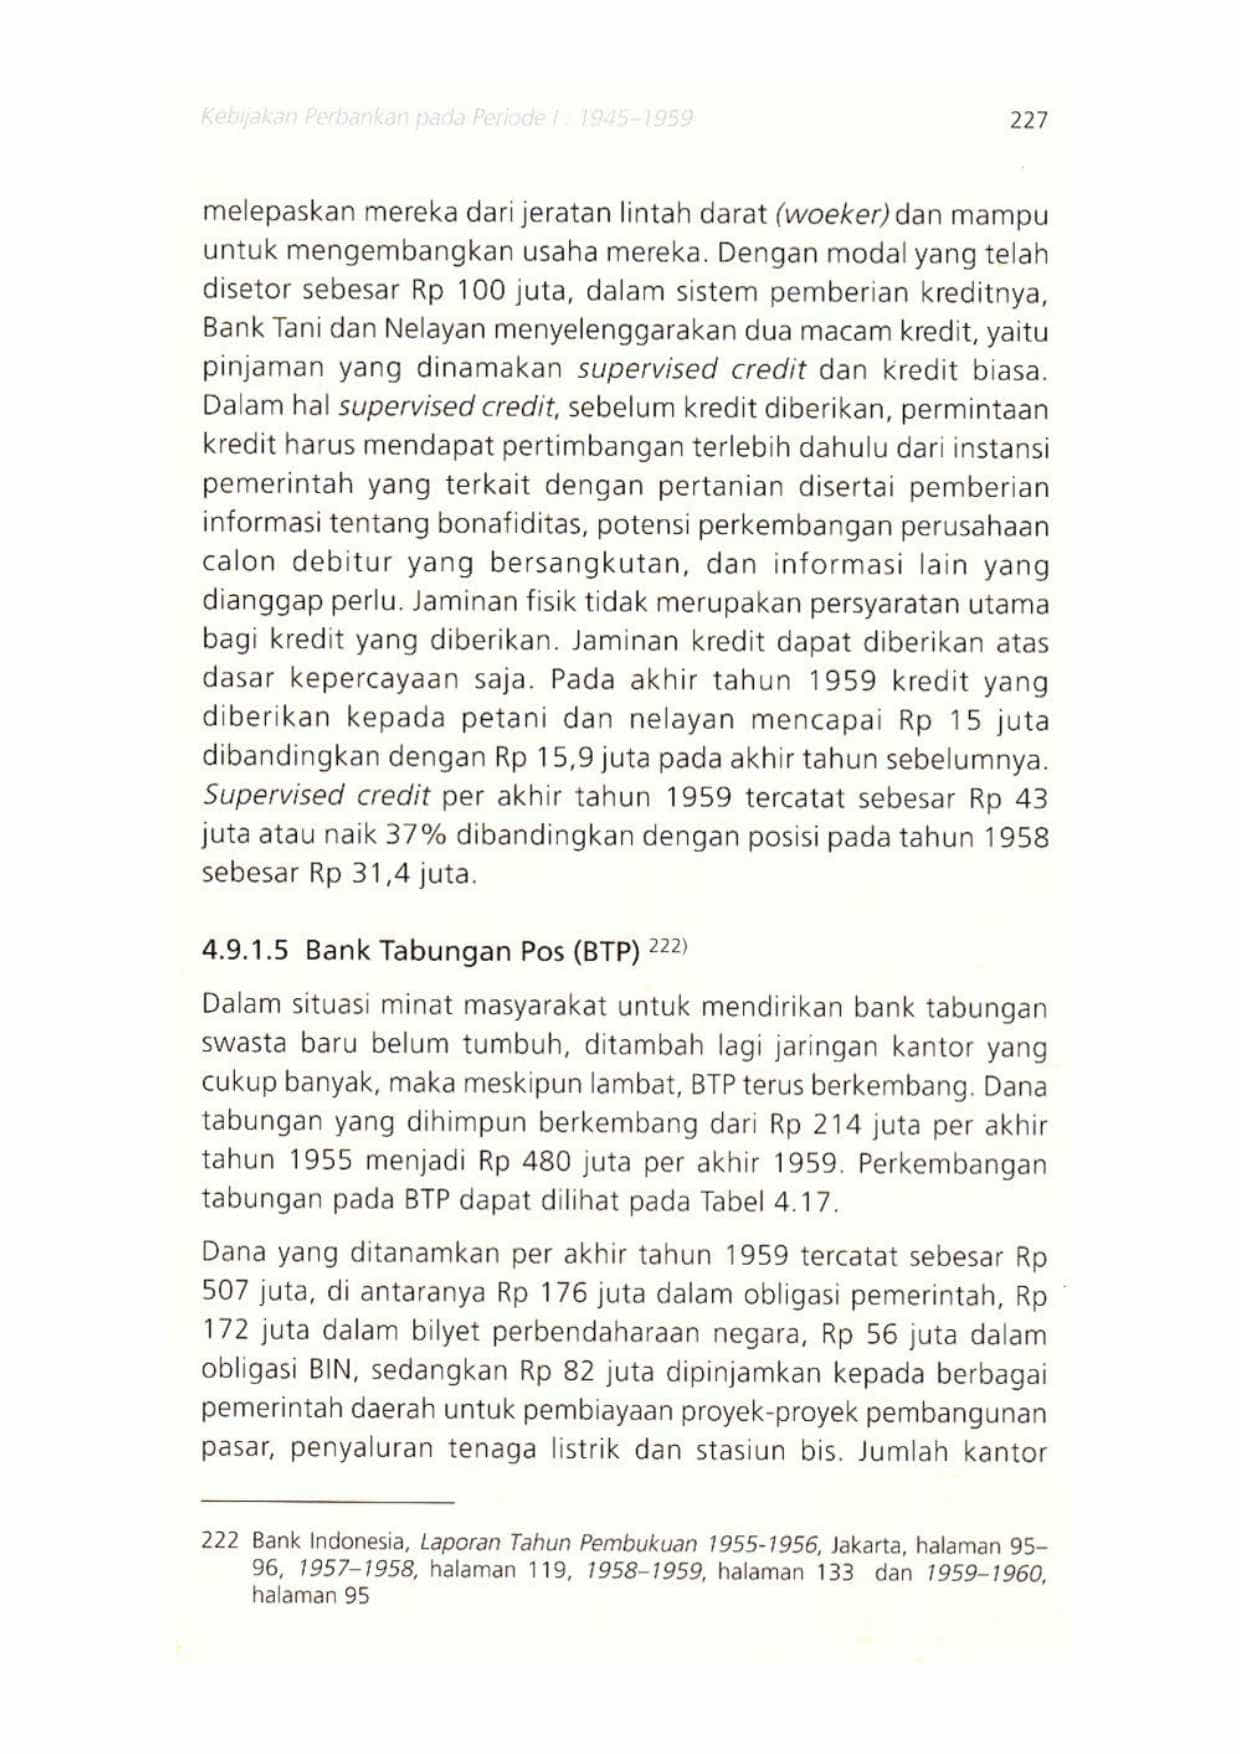 Kebijakan Perbankan pada Periode I : 1945–1959
227
melepaskan mereka dari jeratan lintah darat (woeker) dan mampu
untuk mengembangkan usaha mereka. Dengan modal yang telah
disetor sebesar Rp 100 juta, dalam sistem pemberian kreditnya,
Bank Tani dan Nelayan menyelenggarakan dua macam kredit, yaitu
pinjaman yang dinamakan supervised credit dan kredit biasa.
Dalam hal supervised credit, sebelum kredit diberikan, permintaan
kredit harus mendapat pertimbangan terlebih dahulu dari instansi
pemerintah yang terkait dengan pertanian disertai pemberian
informasi tentang bonafiditas, potensi perkembangan perusahaan
calon debitur yang bersangkutan, dan informasi lain yang
dianggap perlu. Jaminan fisik tidak merupakan persyaratan utama
bagi kredit yang diberikan. Jaminan kredit dapat diberikan atas
dasar kepercayaan saja. Pada akhir tahun 1959 kredit yang
diberikan kepada petani dan nelayan mencapai Rp 15 juta
dibandingkan dengan Rp 15,9 juta pada akhir tahun sebelumnya.
Supervised credit per akhir tahun 1959 tercatat sebesar Rp 43
juta atau naik 37% dibandingkan dengan posisi pada tahun 1958
sebesar Rp 31,4 juta.
4.9.1.5 Bank Tabungan Pos (BTP) 222)
Dalam situasi minat masyarakat untuk mendirikan bank tabungan
swasta baru belum tumbuh, ditambah lagi jaringan kantor yang
cukup banyak, maka meskipun lambat, BTP terus berkembang. Dana
tabungan yang dihimpun berkembang dari Rp 214 juta per akhir
tahun 1955 menjadi Rp 480 juta per akhir 1959. Perkembangan
tabungan pada BTP dapat dilihat pada Tabel 4.17.
Dana yang ditanamkan per akhir tahun 1959 tercatat sebesar Rp
507 juta, di antaranya Rp 176 juta dalam obligasi pemerintah, Rp
172 juta dalam bilyet perbendaharaan negara, Rp 56 juta dalam
obligasi BIN, sedangkan Rp 82 juta dipinjamkan kepada berbagai
pemerintah daerah untuk pembiayaan proyek-proyek pembangunan
pasar, penyaluran tenaga listrik dan stasiun bis. Jumlah kantor
222 Bank Indonesia, Laporan Tahun Pembukuan 1955-1956, Jakarta, halaman 95–
96, 1957–1958, halaman 119, 1958–1959, halaman 133 dan 1959–1960,
halaman 95